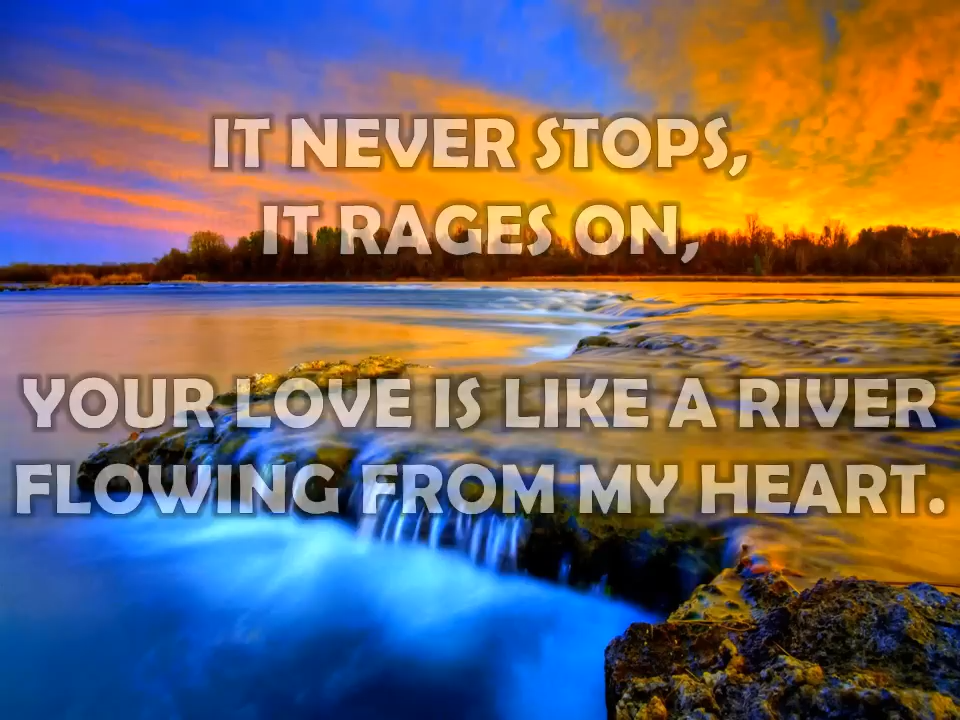 IT NEVER STOPS,
IT RAGES ON,
YOUR LOVE IS LIKE A RIVER
FLOWING FROM MY HEART.